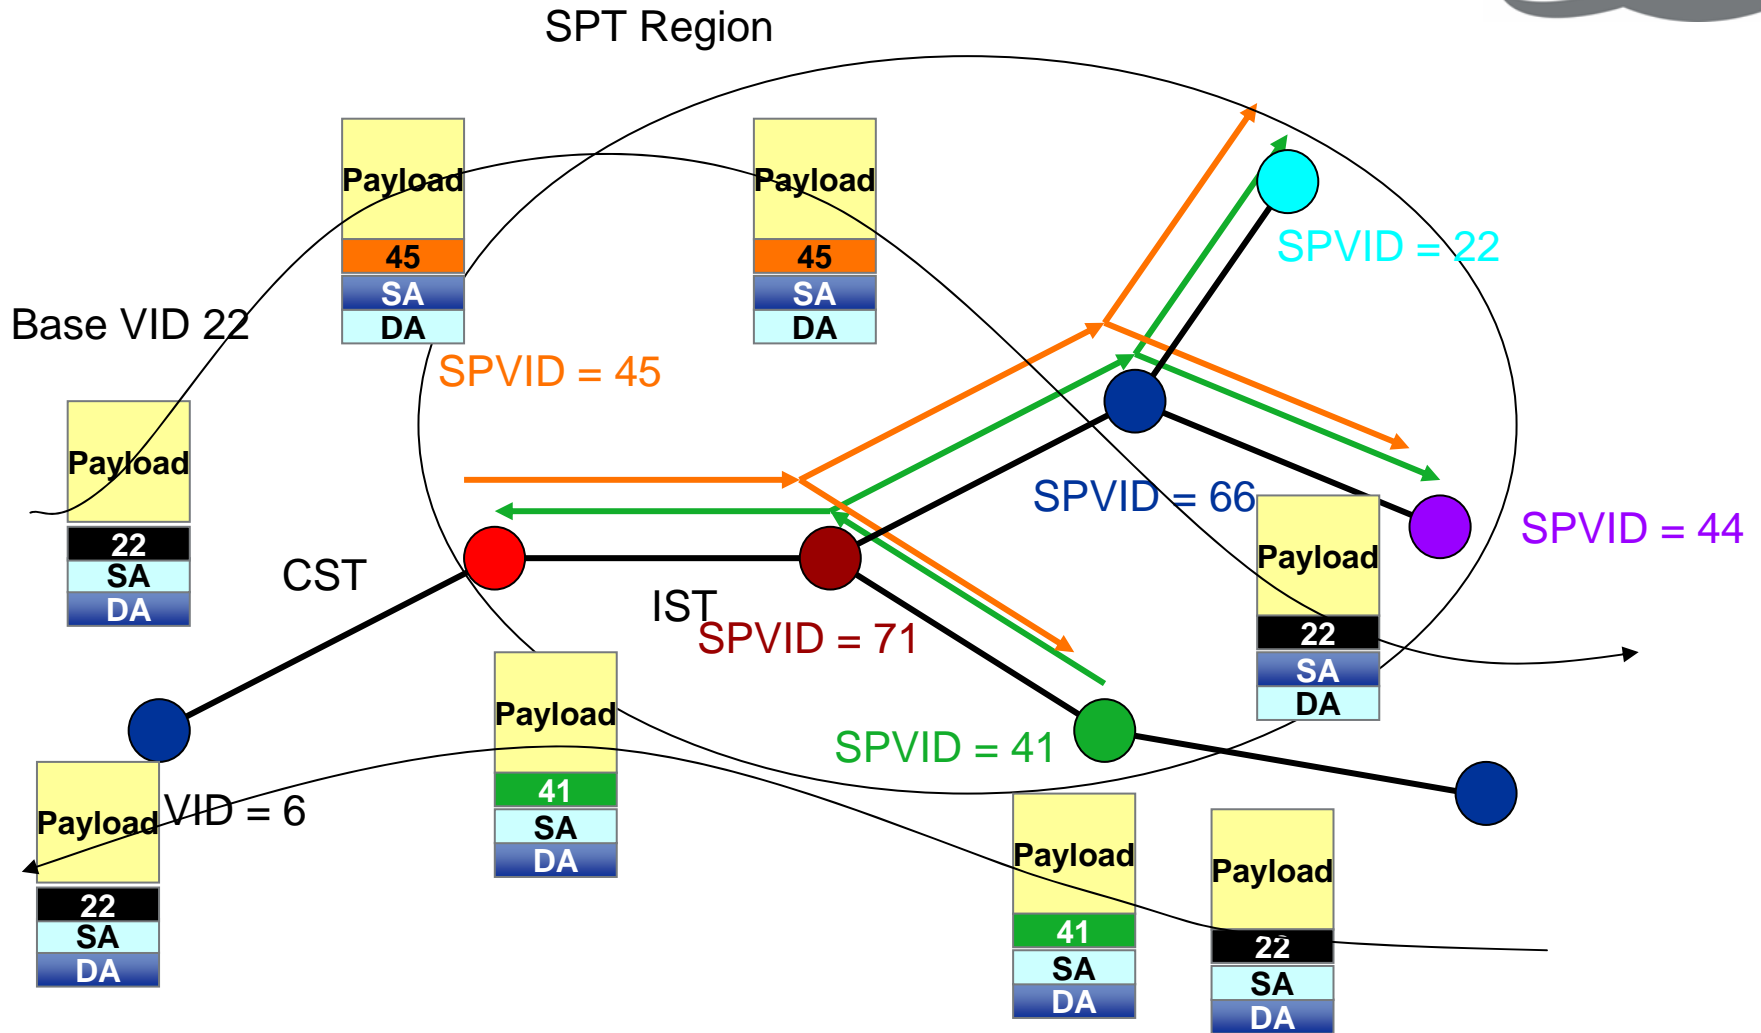 SPT Region
Payload
45
SA
DA
Payload
45
SA
DA
SPVID = 22
Base VID 22
SPVID = 45
Payload
22
SA
DA
SPVID = 66
SPVID = 44
CST
IST
SPVID = 71
Payload
22
SA
DA
Payload
41
SA
DA
SPVID = 41
VID = 6
Payload
22
SA
DA
Payload
41
SA
DA
Payload
22
SA
DA